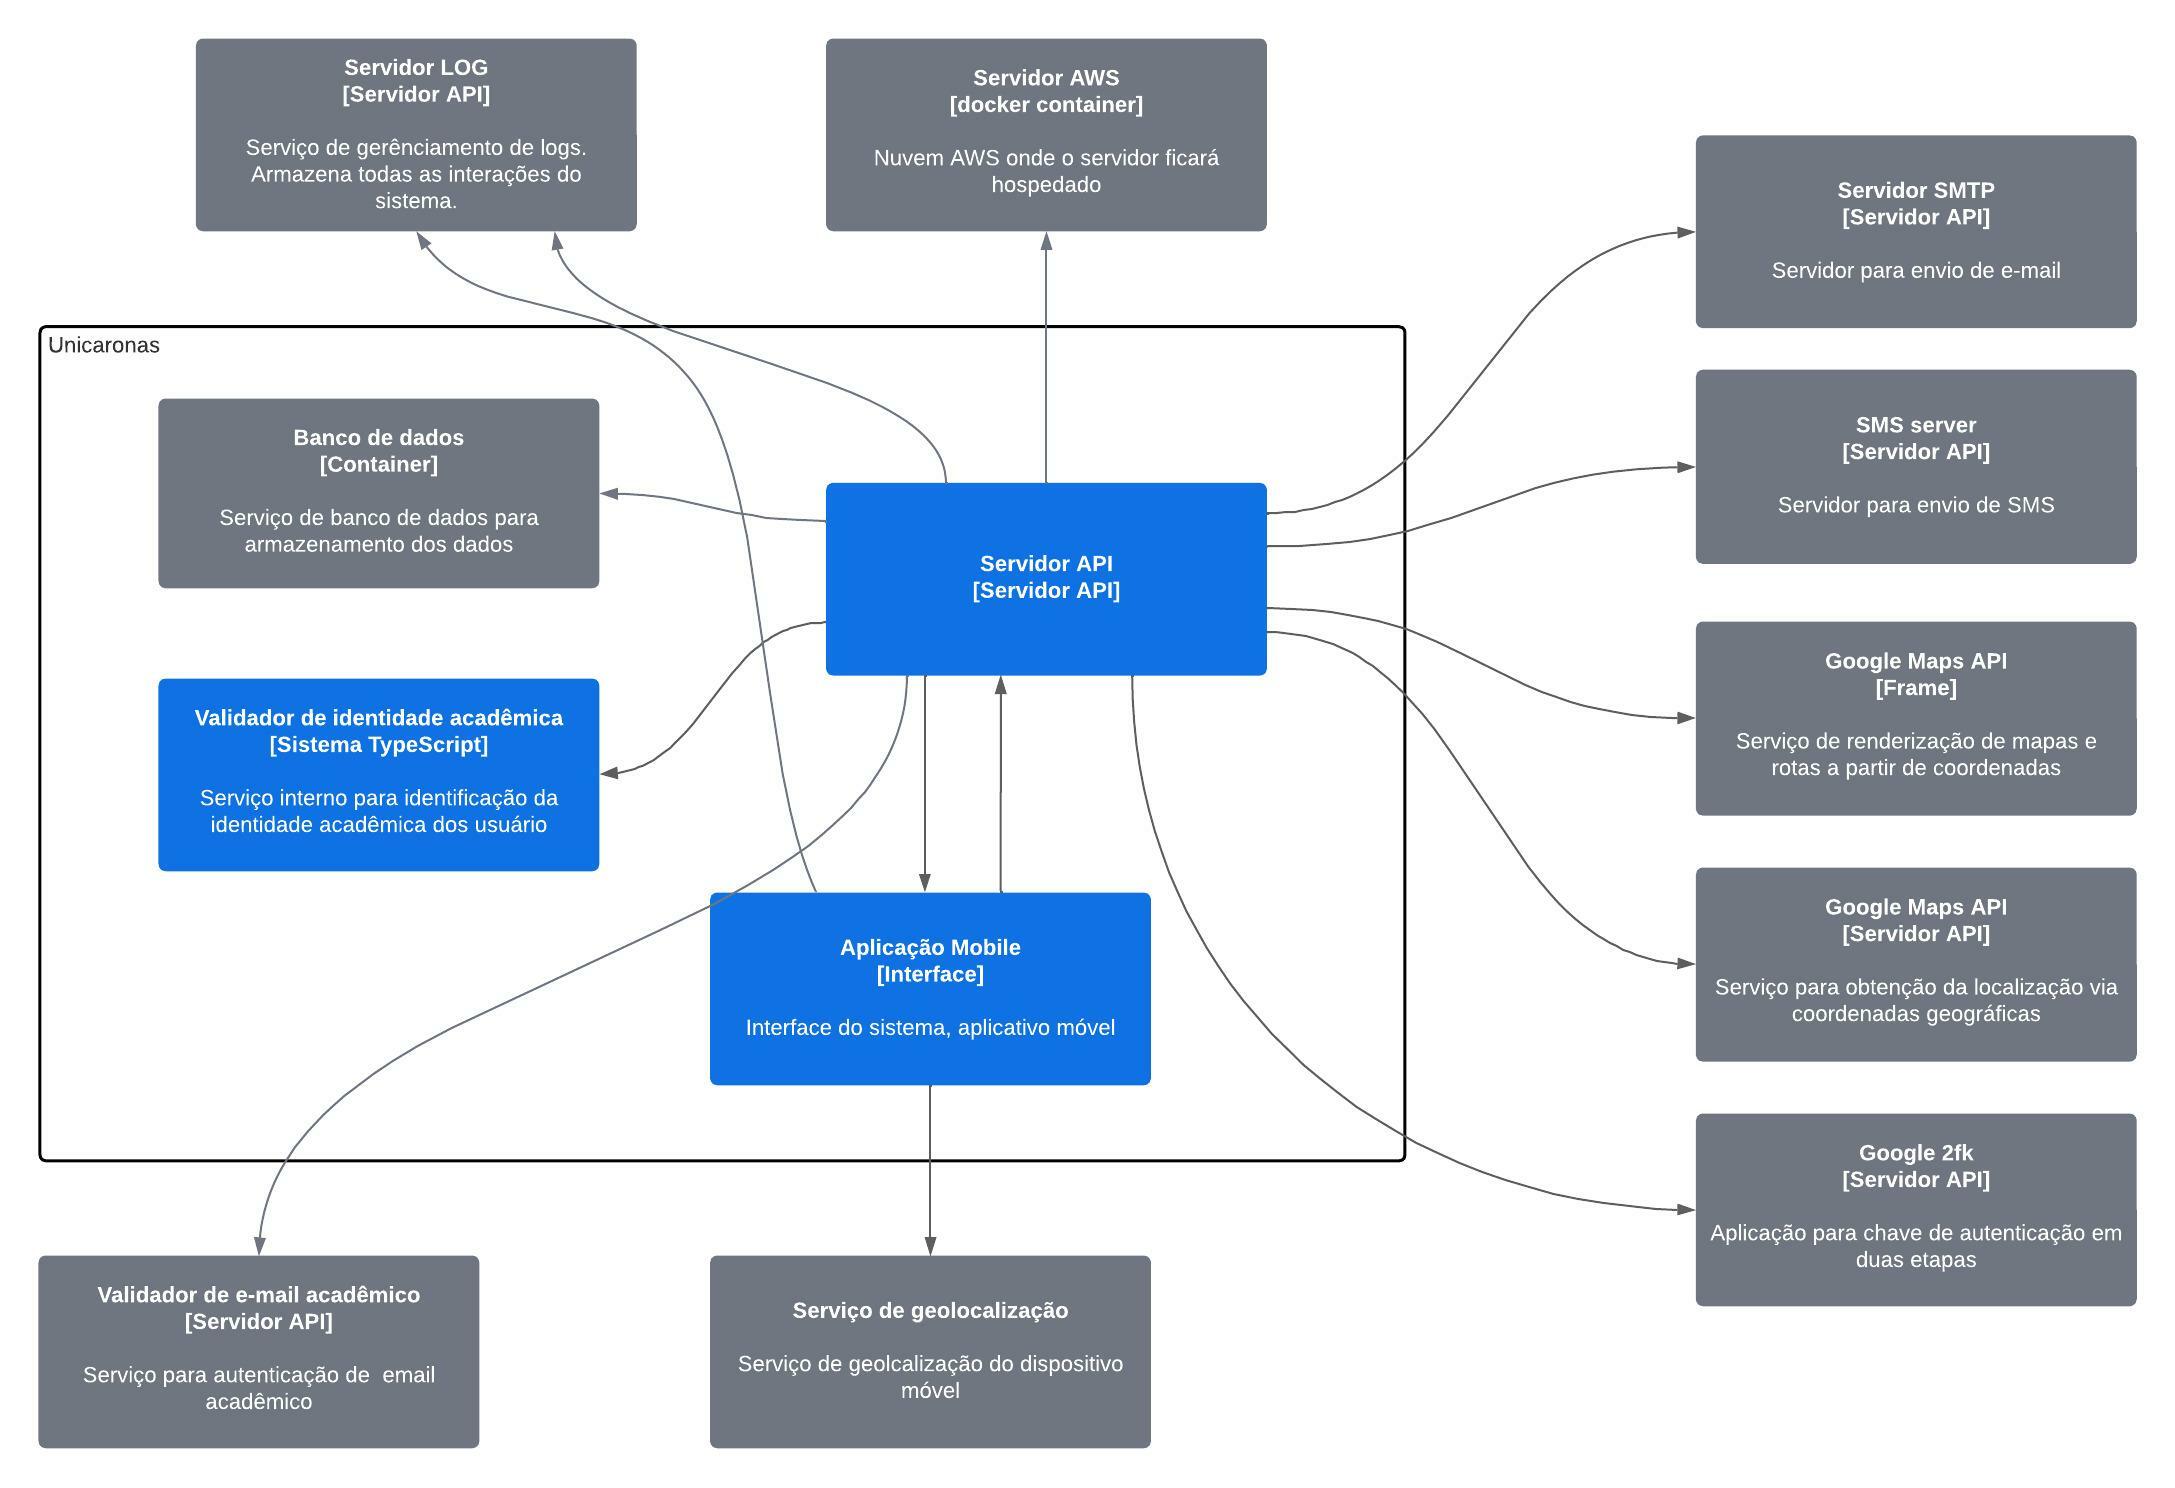 Servidor LOG
[Servidor API]
Serviço de gerênciamento de logs.
Armazena todas as interações do
sistema.
Servidor AWS
[docker container]
Nuvem AWS onde o servidor ficará
hospedado
Servidor SMTP
[Servidor API]
Servidor para envio de e-mail
Unicaronas
Banco de dados
[Container]
Serviço de banco de dados para
armazenamento dos dados
SMS server
[Servidor API]
Servidor para envio de SMS
Servidor API
[Servidor API]
Google Maps API
[Frame]
Serviço de renderização de mapas e
rotas a partir de coordenadas
Validador de identidade acadêmica
[Sistema TypeScript]
Serviço interno para identificação da
identidade acadêmica dos usuário
Aplicação Mobile
[Interface]
Interface do sistema, aplicativo móvel
Google Maps API
[Servidor API]
Serviço para obtenção da localização via
coordenadas geográficas
Google 2fk
[Servidor API]
Aplicação para chave de autenticação em
duas etapas
Validador de e-mail acadêmico
[Servidor API]
Serviço para autenticação de  email
acadêmico
Serviço de geolocalização
Serviço de geolcalização do dispositivo
móvel